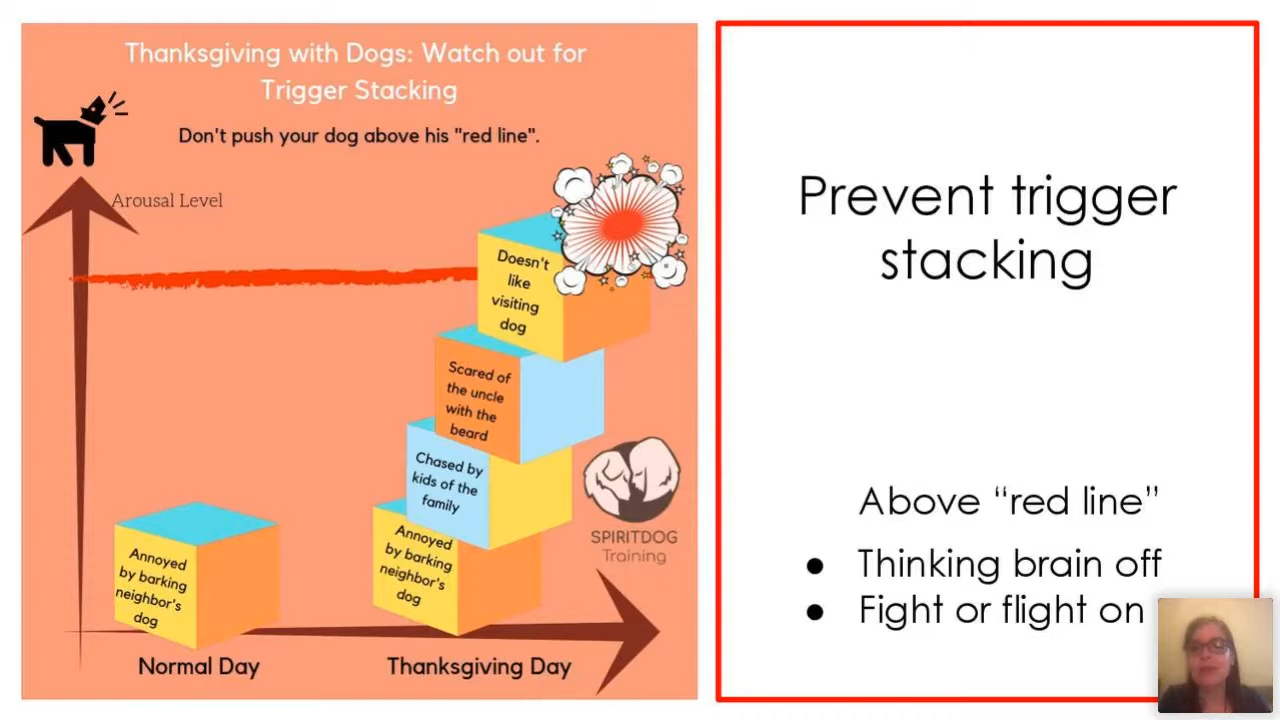 Thanksgiving with Dogs: Watch out for
Trigger Stacking
Don't push your dog above his "red line".
Arousal Level
Doesn't
like
visiting
dog
Scared of
the uncle
with the
beard
Chased by
kids of the
family
Annoyed
by barking
neighbor's
dog
Annoyed
by barking
neighbor's
dog
SPIRITDOG
Training
Normal Day
Thanksgiving Day
Prevent trigger
stacking
Above “red line”
● Thinking brain off
● Fight or flight on